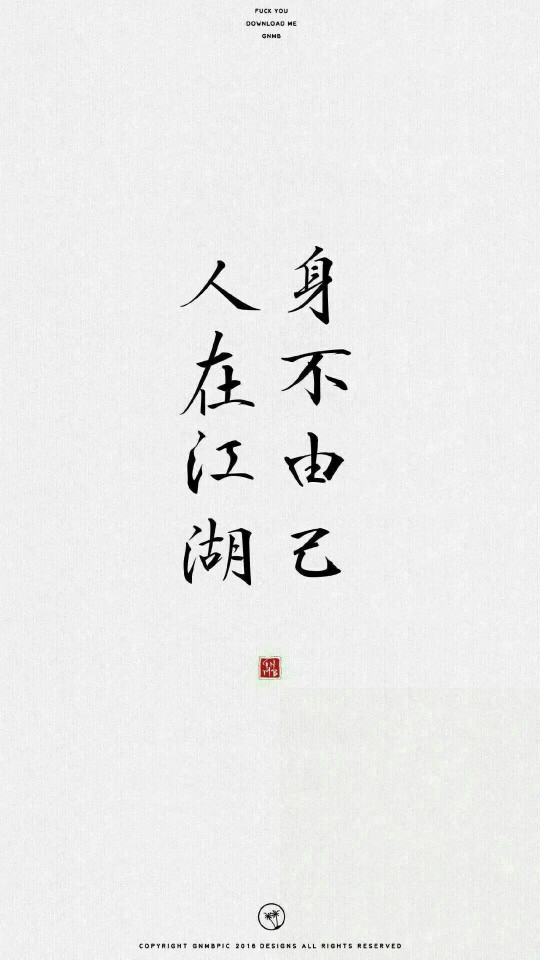 FUCK YOU
DOWNLOAD ME
GNMB
人在江湖
身不由己
GN
MB
COPYRIGHT GNMBPIC 2016 DESIGNS ALL RIGHTS RESERVED